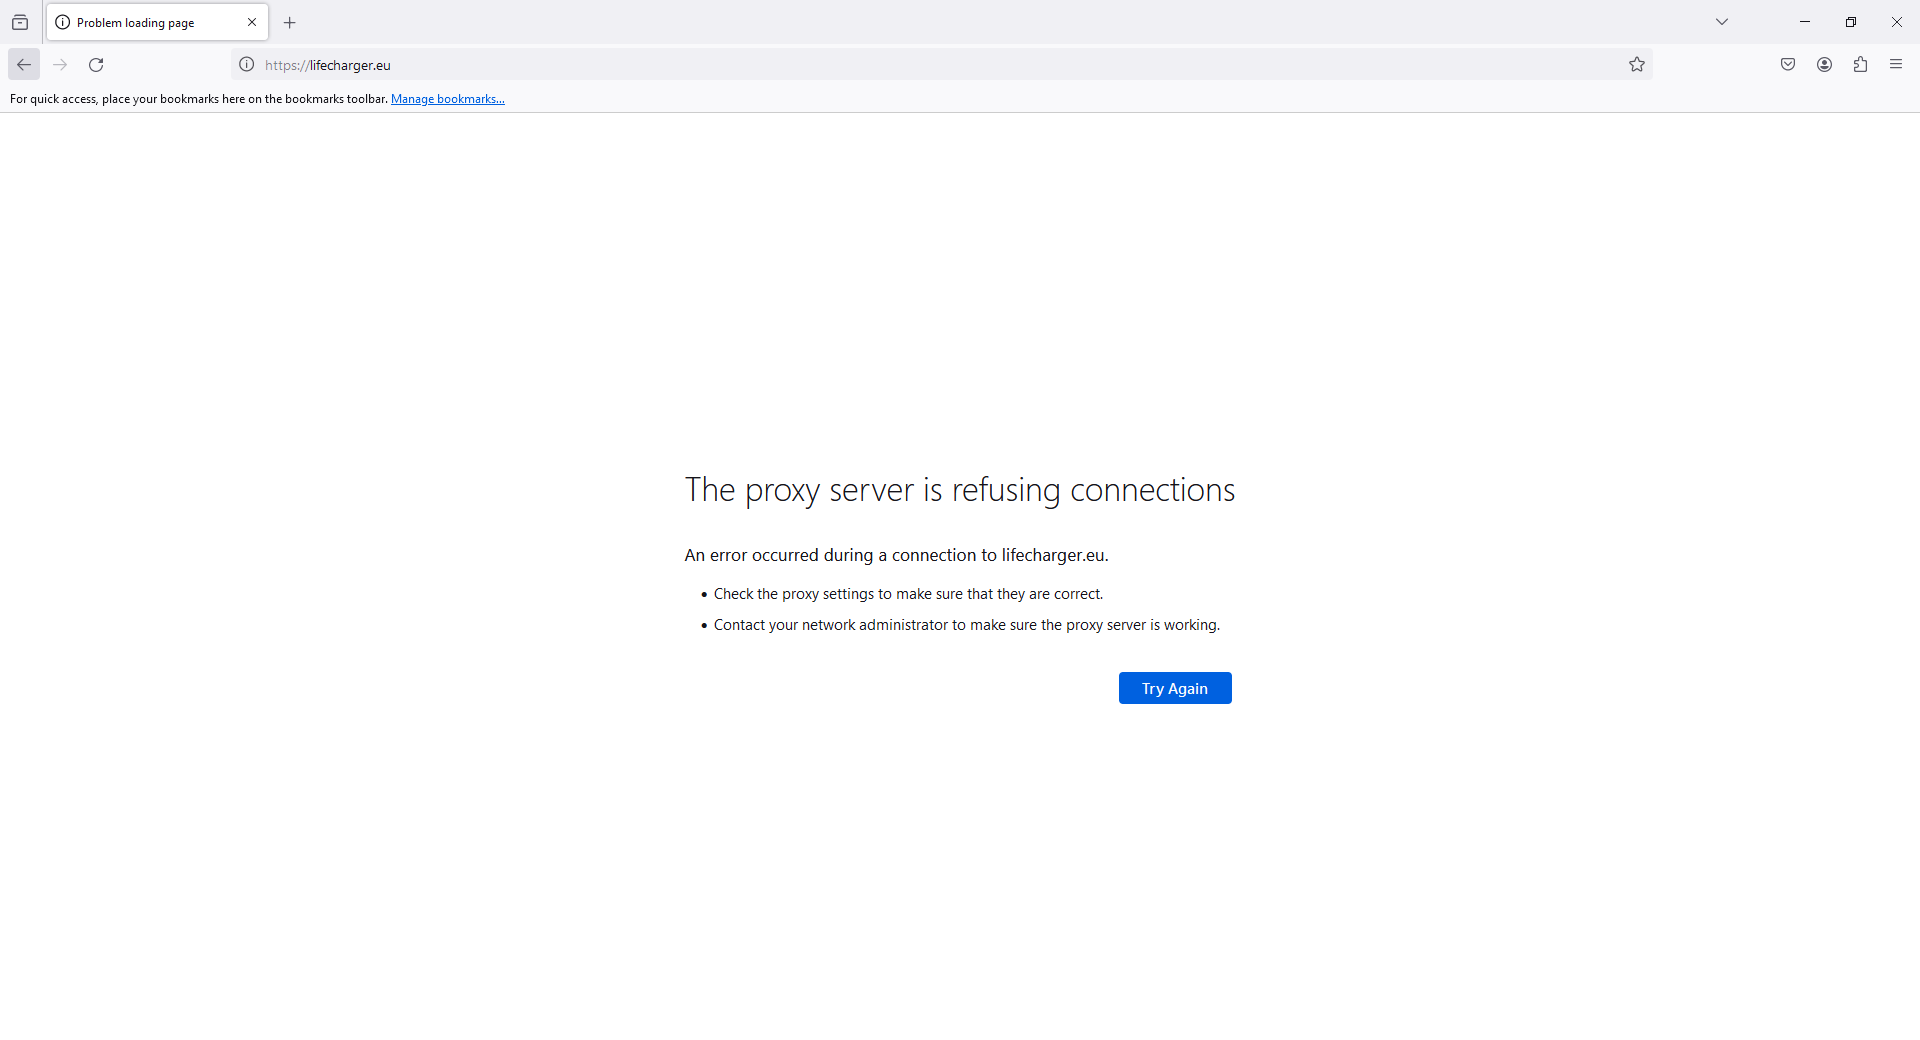 Problem loading page
https://lifecharger.eu
For quick access, place your bookmarks here on the bookmarks toolbar. Manage bookmarks...
The proxy server is refusing connections
An error occurred during a connection to lifecharger.eu.
• Check the proxy settings to make sure that they are correct.
• Contact your network administrator to make sure the proxy server is working.
Try Again